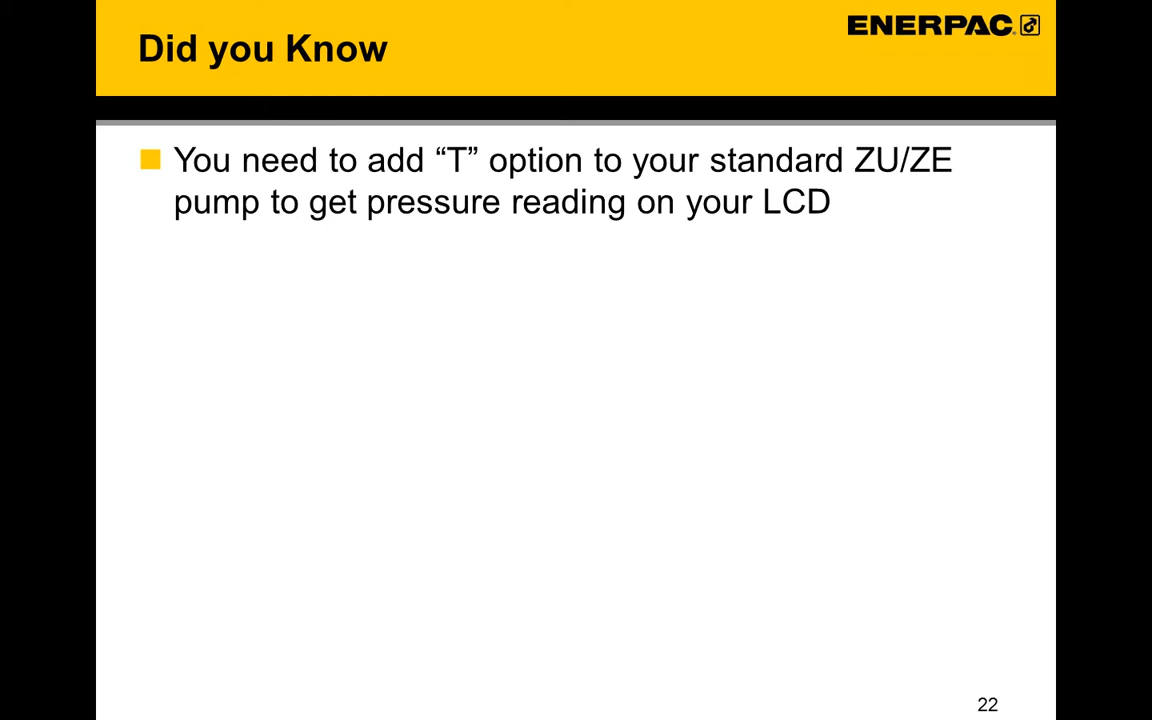 Did you Know
ENERPAC
You need to add “T” option to your standard ZU/ZE
pump to get pressure reading on your LCD
22